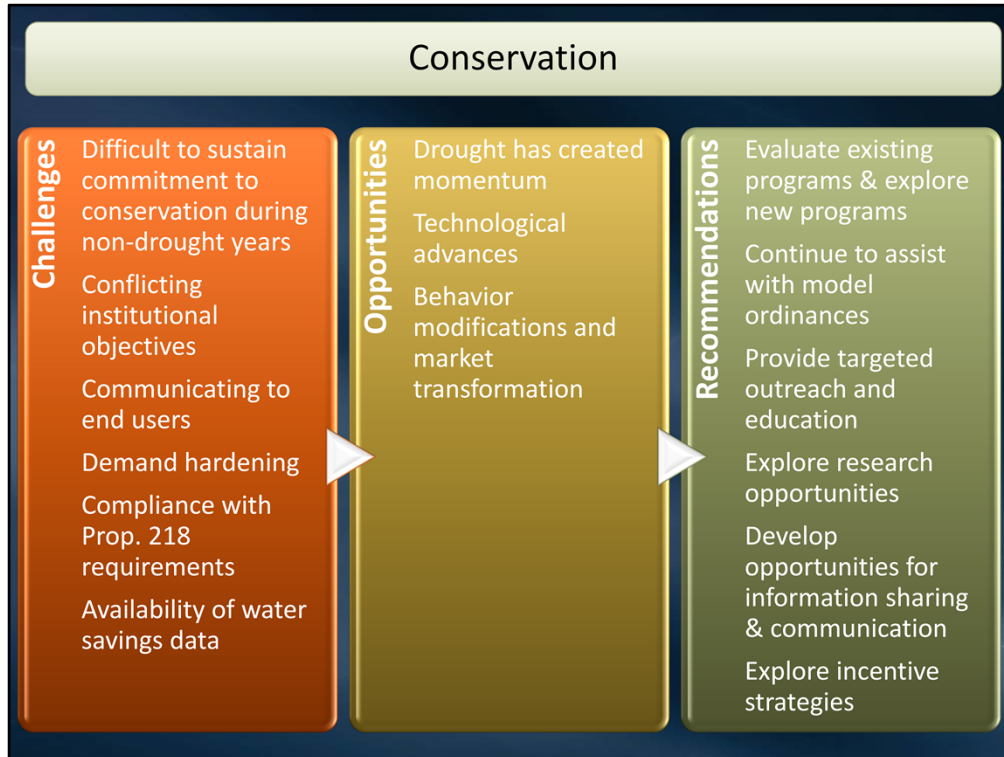 Conservation
Challenges
Difficult to sustain
commitment to
conservation during
non-drought years
Conflicting
institutional
objectives
Communicating to
end users
Demand hardening
Compliance with
Prop. 218
requirements
Availability of water
savings data
Opportunities
Drought has created
momentum
Technological
advances
Behavior
modifications and
market
transformation
Recommendations
Evaluate existing
programs & explore
new programs
Continue to assist
with model
ordinances
Provide targeted
outreach and
education
Explore research
opportunities
Develop
opportunities for
information sharing
& communication
Explore incentive
strategies